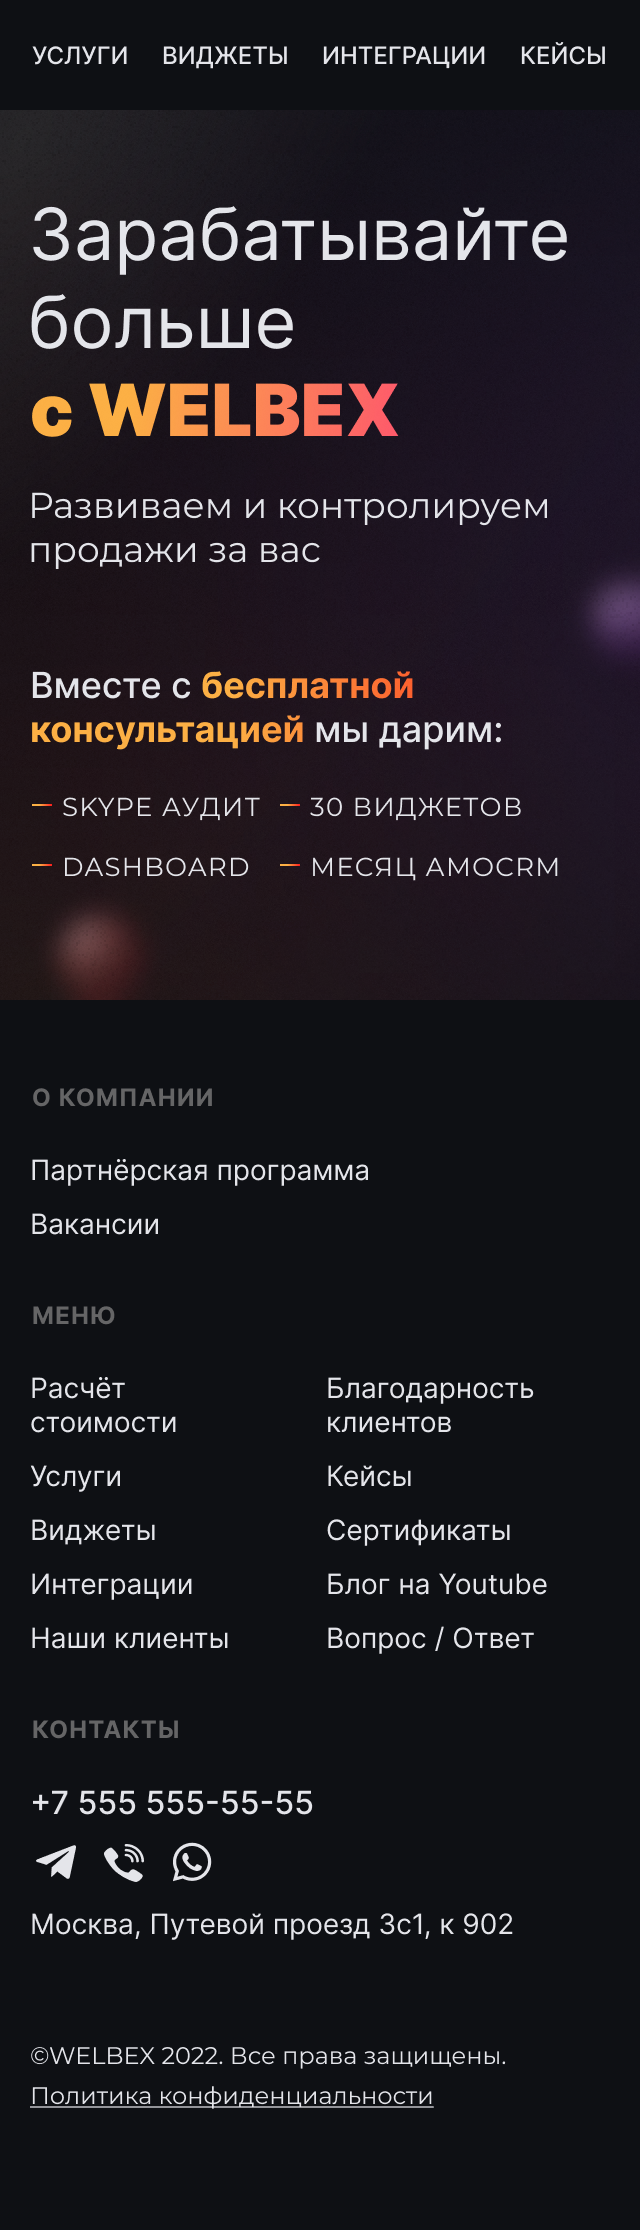 УСЛУГИ ВИДЖЕТЫ ИНТЕГРАЦИИ КЕЙСЫ
Зарабатывайте
больше
с WELBEX
Развиваем и контролируем
продажи за вас
Вместе с бесплатной
консультацией мы дарим:
SKYPE АУДИТ
30 ВИДЖЕТОВ
DASHBOARD
МЕСЯЦ AMOCRM
О КОМПАНИИ
Партнёрская программа
Вакансии
МЕНЮ
Расчёт
стоимости
Услуги
Виджеты
Интеграции
Наши клиенты
Благодарность
клиентов
Кейсы
Сертификаты
Блог на Youtube
Вопрос / Ответ
КОНТАКТЫ
+7 555 555-55-55
Москва, Путевой проезд 3с1, к 902
©WELBEX 2022. Все права защищены.
Политика конфиденциальности